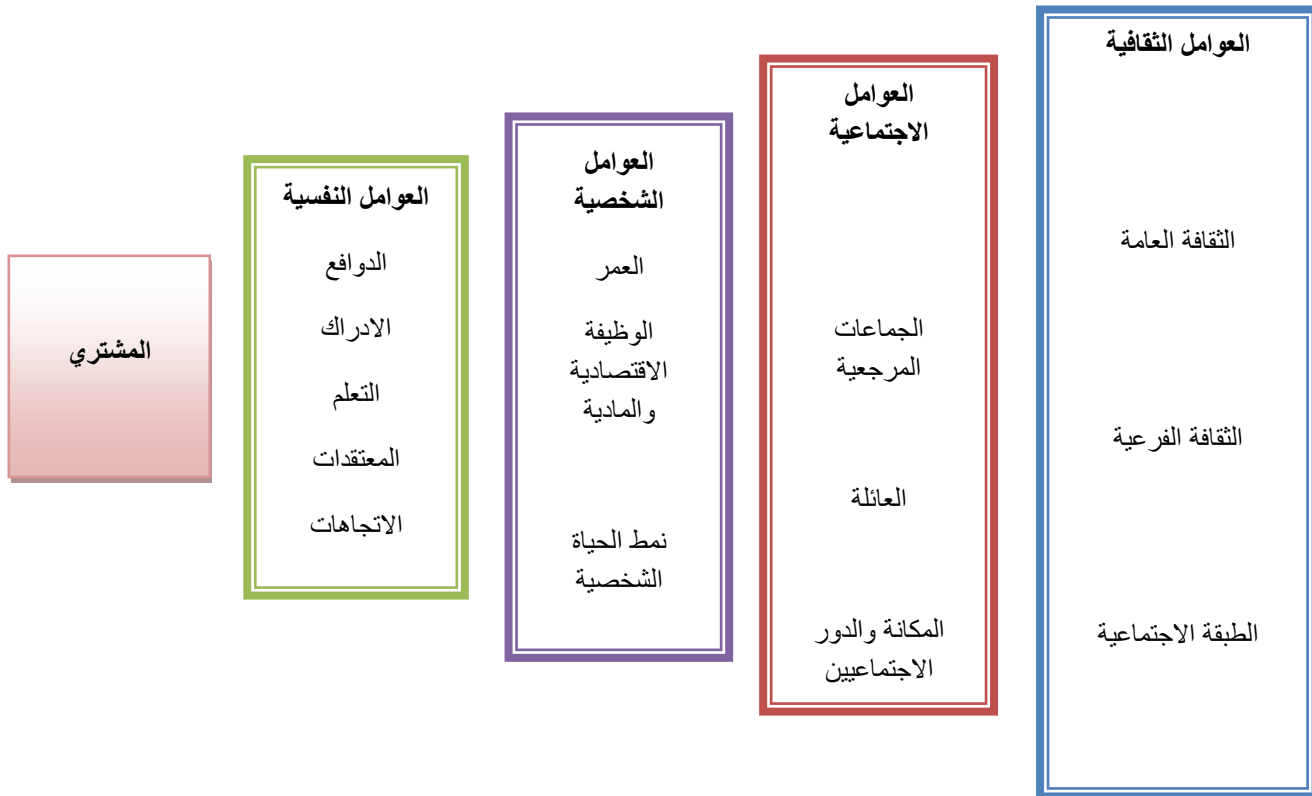 العوامل الثقافية
الثقافة العامة
الثقافة الفرعية
الطبقة الاجتماعية
العوامل
الاجتماعية
الجماعات
المرجعية
العائلة
المكانة والدور
الاجتماعيين
العوامل
الشخصية
العمر
الوظيفة
الاقتصادية
والمادية
نمط الحياة
الشخصية
العوامل النفسية
الدوافع
الادراك
التعلم
المعتقدات
الاتجاهات
المشتري